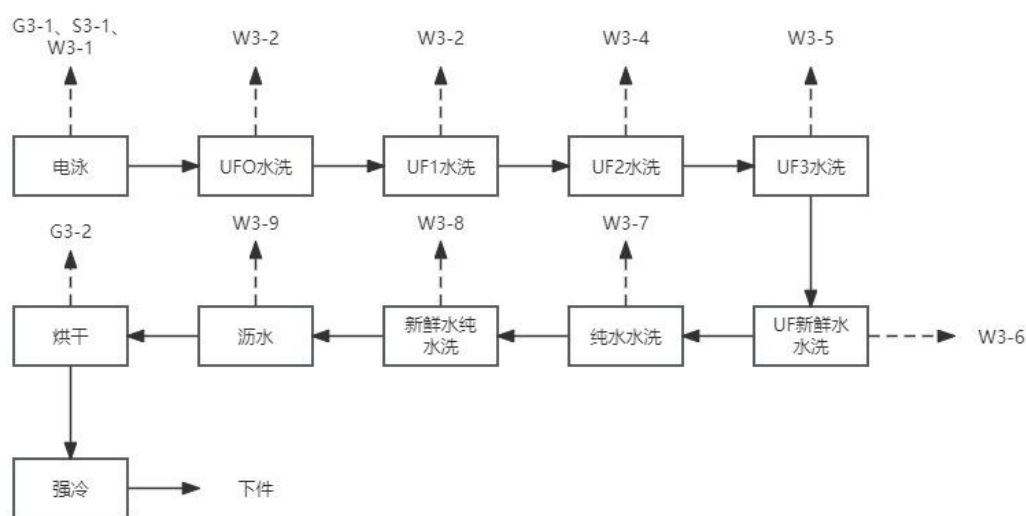 G3-1、S3-1、
W3-1
W3-2
W3-2
W3-4
W3-5
电泳
UFO水洗
UF1水洗
UF2水洗
UF3水洗
G3-2
W3-9
W3-8
W3-7
烘干
沥水
新鲜水纯
水洗
纯水水洗
UF新鲜水
水洗
W3-6
强冷
下件